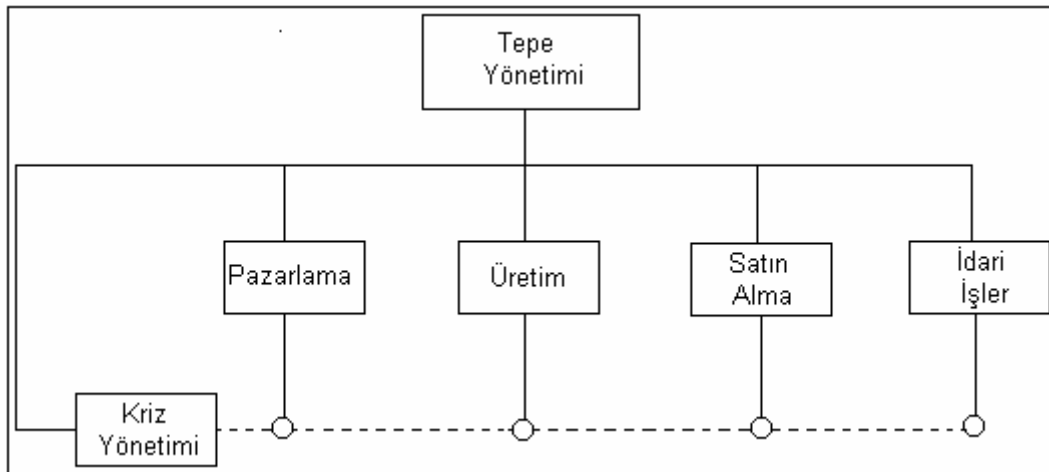 Tepe
Yönetimi
Pazarlama
Üretim
Satın
Alma
İdari
İşler
Kriz
Yönetimi